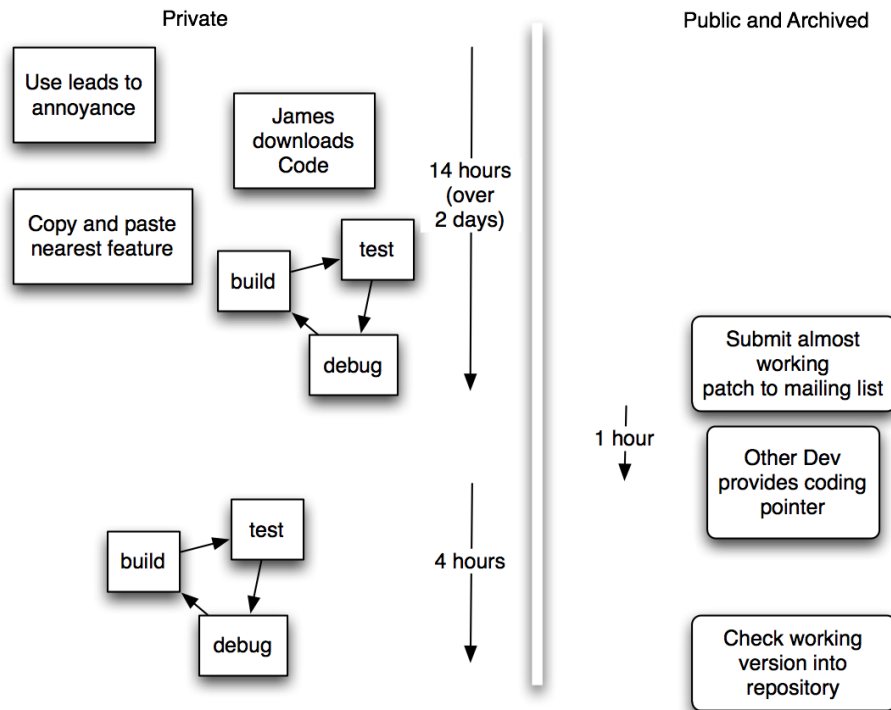 Private
Public and Archived
Use leads to
annoyance
James
downloads
Code
14 hours
(over
2 days)
Copy and paste
nearest feature
test
build
debug
Submit almost
working
patch to mailing list
1 hour
Other Dev
provides coding
pointer
test
build
debug
4 hours
Check working
version into
repository